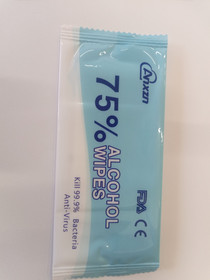 Anxin
75% ALCOHOL
WIPES
FDA CE
Kill 99.9% Bacteria
Anti-Virus